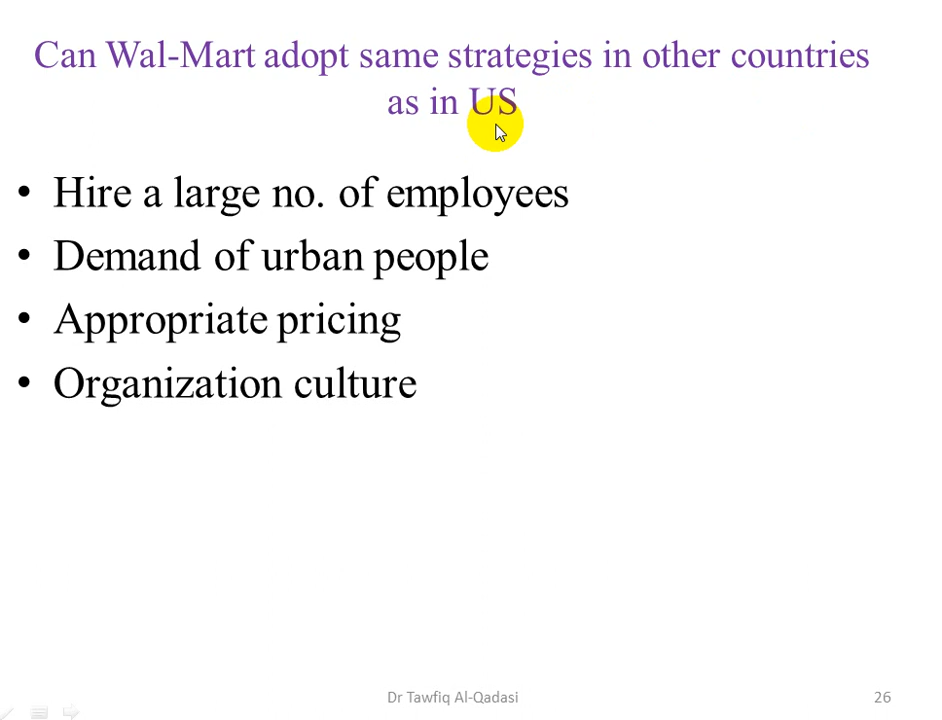 Can Wal-Mart adopt same strategies in other countries
as in US
• Hire a large no. of employees
• Demand of urban people
• Appropriate pricing
• Organization culture
Dr Tawfiq Al-Qadasi
26